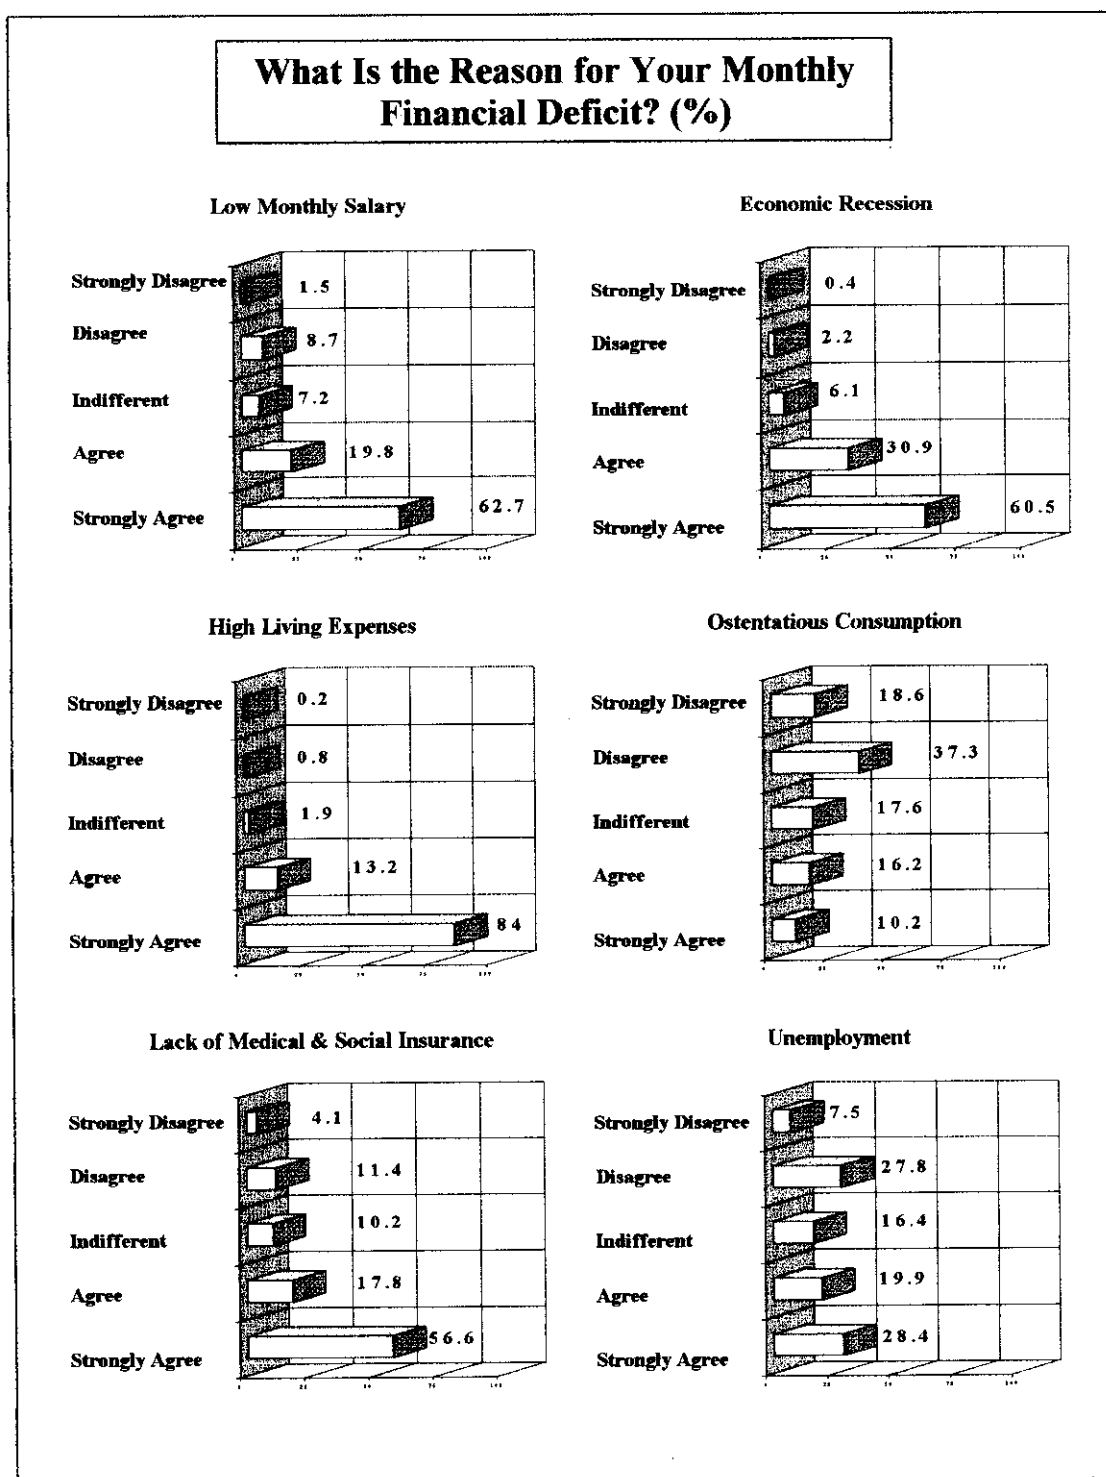 What Is the Reason for Your Monthly
Financial Deficit? (%)
Low Monthly Salary
Strongly Disagree 1.5
Disagree 8.7
Indifferent 7.2
Agree 19.8
Strongly Agree 62.7
Economic Recession
Strongly Disagree 0.4
Disagree 2.2
Indifferent 6.1
Agree 30.9
Strongly Agree 60.5
High Living Expenses
Strongly Disagree 0.2
Disagree 0.8
Indifferent 1.9
Agree 13.2
Strongly Agree 84
Ostentatious Consumption
Strongly Disagree 18.6
Disagree 37.3
Indifferent 17.6
Agree 16.2
Strongly Agree 10.2
Lack of Medical & Social Insurance
Strongly Disagree 4.1
Disagree 11.4
Indifferent 10.2
Agree 17.8
Strongly Agree 56.6
Unemployment
Strongly Disagree 7.5
Disagree 27.8
Indifferent 16.4
Agree 19.9
Strongly Agree 28.4